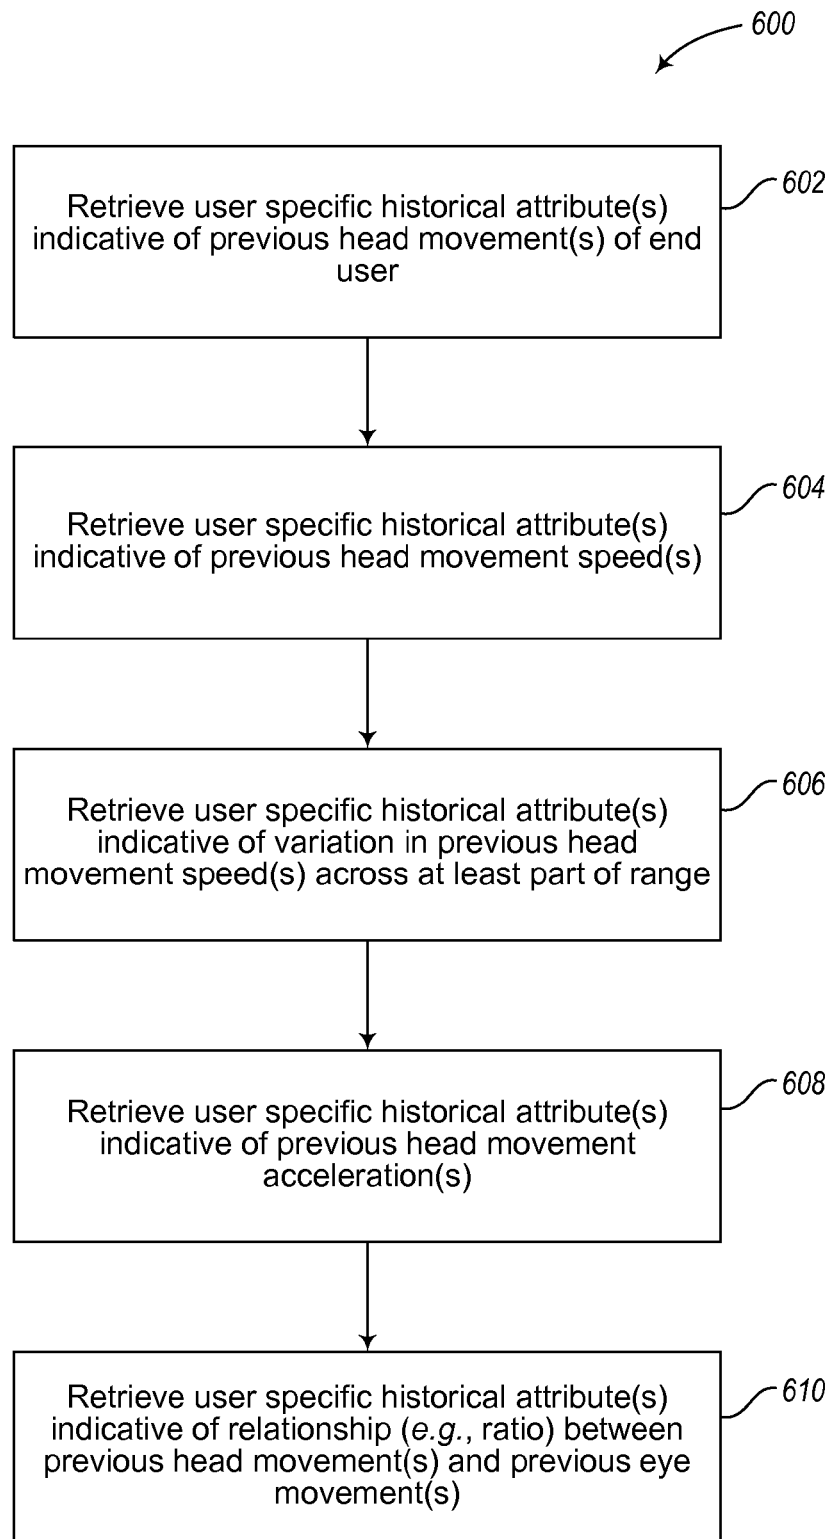 600
Retrieve user specific historical attribute(s)
indicative of previous head movement(s) of end
user
602
Retrieve user specific historical attribute(s)
indicative of previous head movement speed(s)
604
Retrieve user specific historical attribute(s)
indicative of variation in previous head
movement speed(s) across at least part of range
606
Retrieve user specific historical attribute(s)
indicative of previous head movement
acceleration(s)
608
Retrieve user specific historical attribute(s)
indicative of relationship (e.g., ratio) between
previous head movement(s) and previous eye
movement(s)
610